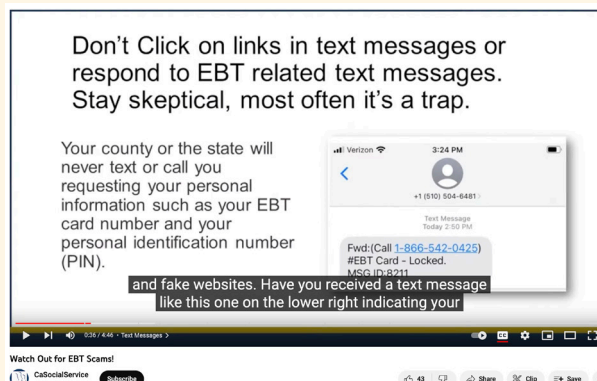 Don't Click on links in text messages or
respond to EBT related text messages.
Stay skeptical, most often it's a trap.
Your county or the state will
never text or call you
requesting your personal
information such as your EBT
card number and your
personal identification number
(PIN).
Verizon 3:24 PM
+1 (510) 504-6481
Text Message
Today 2:50 PM
Fwd:(Call 1-866-542-0425)
#EBT Card - Locked.
MSG ID:8211
and fake websites. Have you received a text message
like this one on the lower right indicating your
0:36 / 4:46 • Text Messages >
CC
Watch Out for EBT Scams!
CaSocialService
Subscribe
43 Share Clip Save